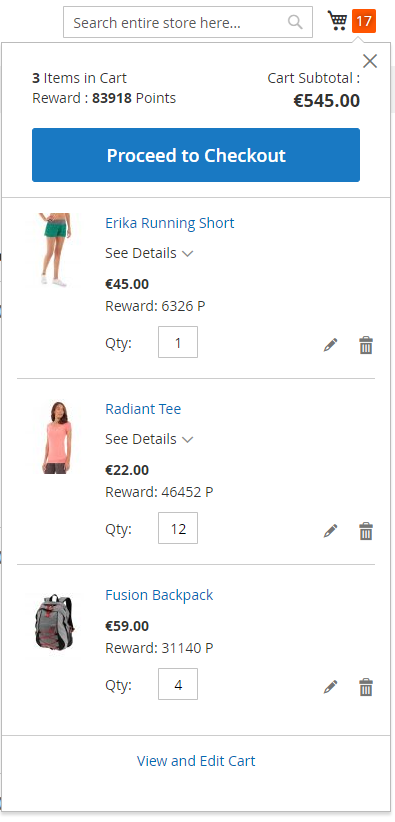 Search entire store here...
17
3 Items in Cart
Cart Subtotal :
Reward : 83918 Points
€545.00
Proceed to Checkout
Erika Running Short
See Details
€45.00
Reward: 6326 P
Qty: 1
Radiant Tee
See Details
€22.00
Reward: 46452 P
Qty: 12
Fusion Backpack
€59.00
Reward: 31140 P
Qty: 4
View and Edit Cart